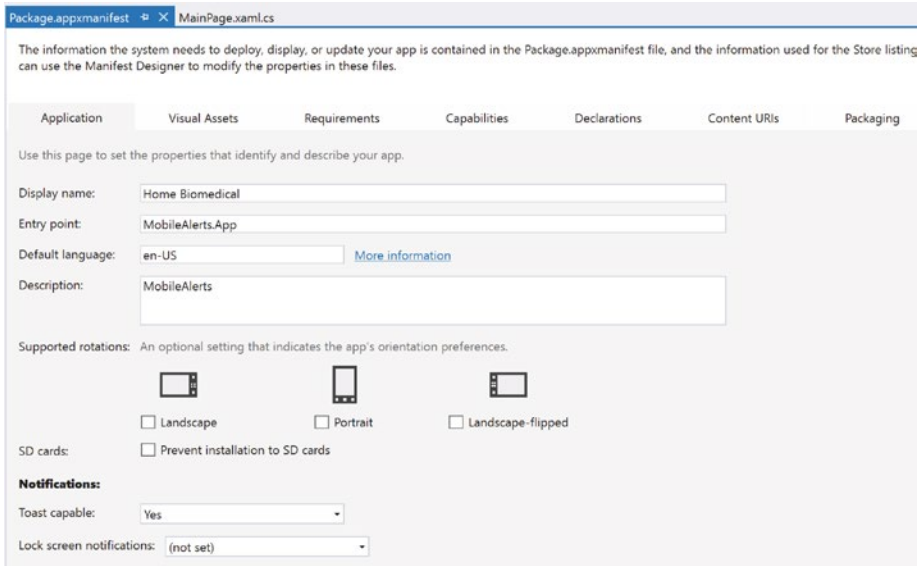 Package.appxmanifest MainPage.xaml.cs
The information the system needs to deploy, display, or update your app is contained in the Package.appxmanifest file, and the information used for the Store listing
can use the Manifest Designer to modify the properties in these files.
Application Visual Assets Requirements Capabilities Declarations Content URIs Packaging
Use this page to set the properties that identify and describe your app.
Display name: Home Biomedical
Entry point: MobileAlerts.App
Default language: en-US More information
Description: MobileAlerts
Supported rotations: An optional setting that indicates the app's orientation preferences.
Landscape Portrait Landscape-flipped
SD cards: Prevent installation to SD cards
Notifications:
Toast capable: Yes
Lock screen notifications: (not set)